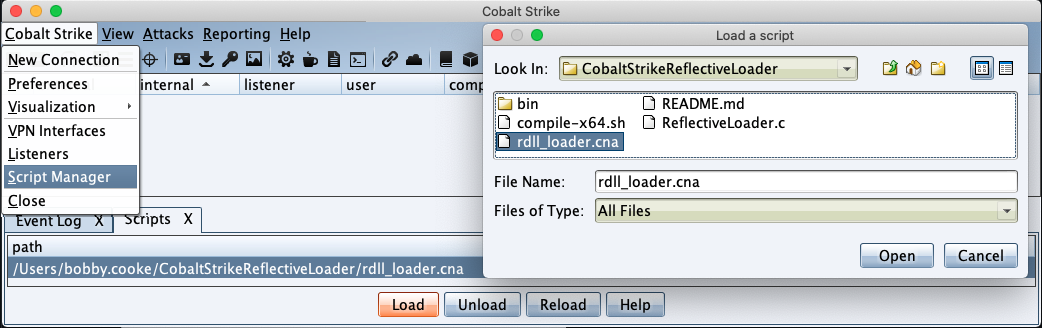 Cobalt Strike
Cobalt Strike View Attacks Reporting Help
New Connection
Preferences
Visualization
VPN Interfaces
Listeners
Script Manager
Close
internal listener user comp
Event Log X Scripts X
path
/Users/bobby.cooke/CobaltStrikeReflectiveLoader/rdll_loader.cna
Load Unload Reload Help
Load a script
Look In: CobaltStrikeReflectiveLoader
bin README.md
compile-x64.sh ReflectiveLoader.c
rdll_loader.cna
File Name: rdll_loader.cna
Files of Type: All Files
Open Cancel